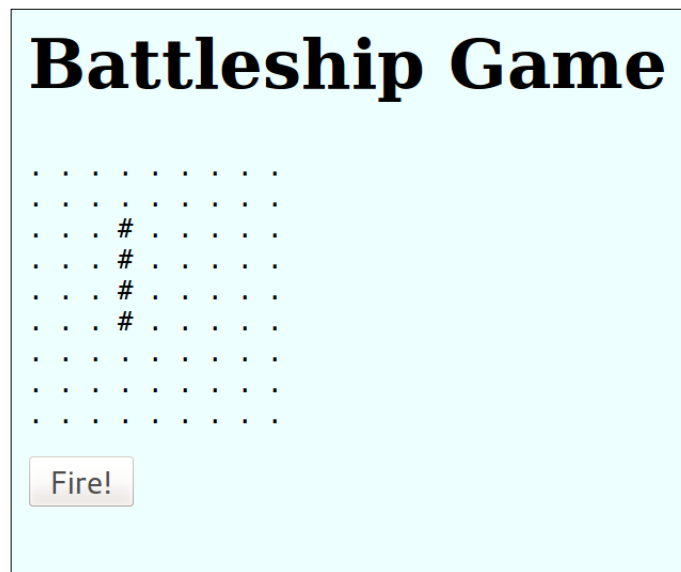 Battleship Game
. . . . . . . . .
. . . . . . . . .
. . . # . . . . .
. . . # . . . . .
. . . # . . . . .
. . . # . . . . .
. . . . . . . . .
. . . . . . . . .
. . . . . . . . .
Fire!